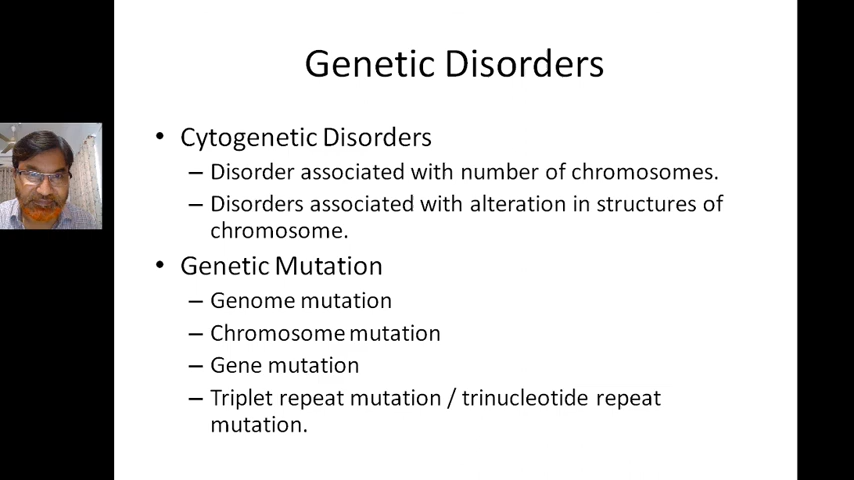 Genetic Disorders
• Cytogenetic Disorders
– Disorder associated with number of chromosomes.
– Disorders associated with alteration in structures of
chromosome.
• Genetic Mutation
– Genome mutation
– Chromosome mutation
– Gene mutation
– Triplet repeat mutation / trinucleotide repeat
mutation.